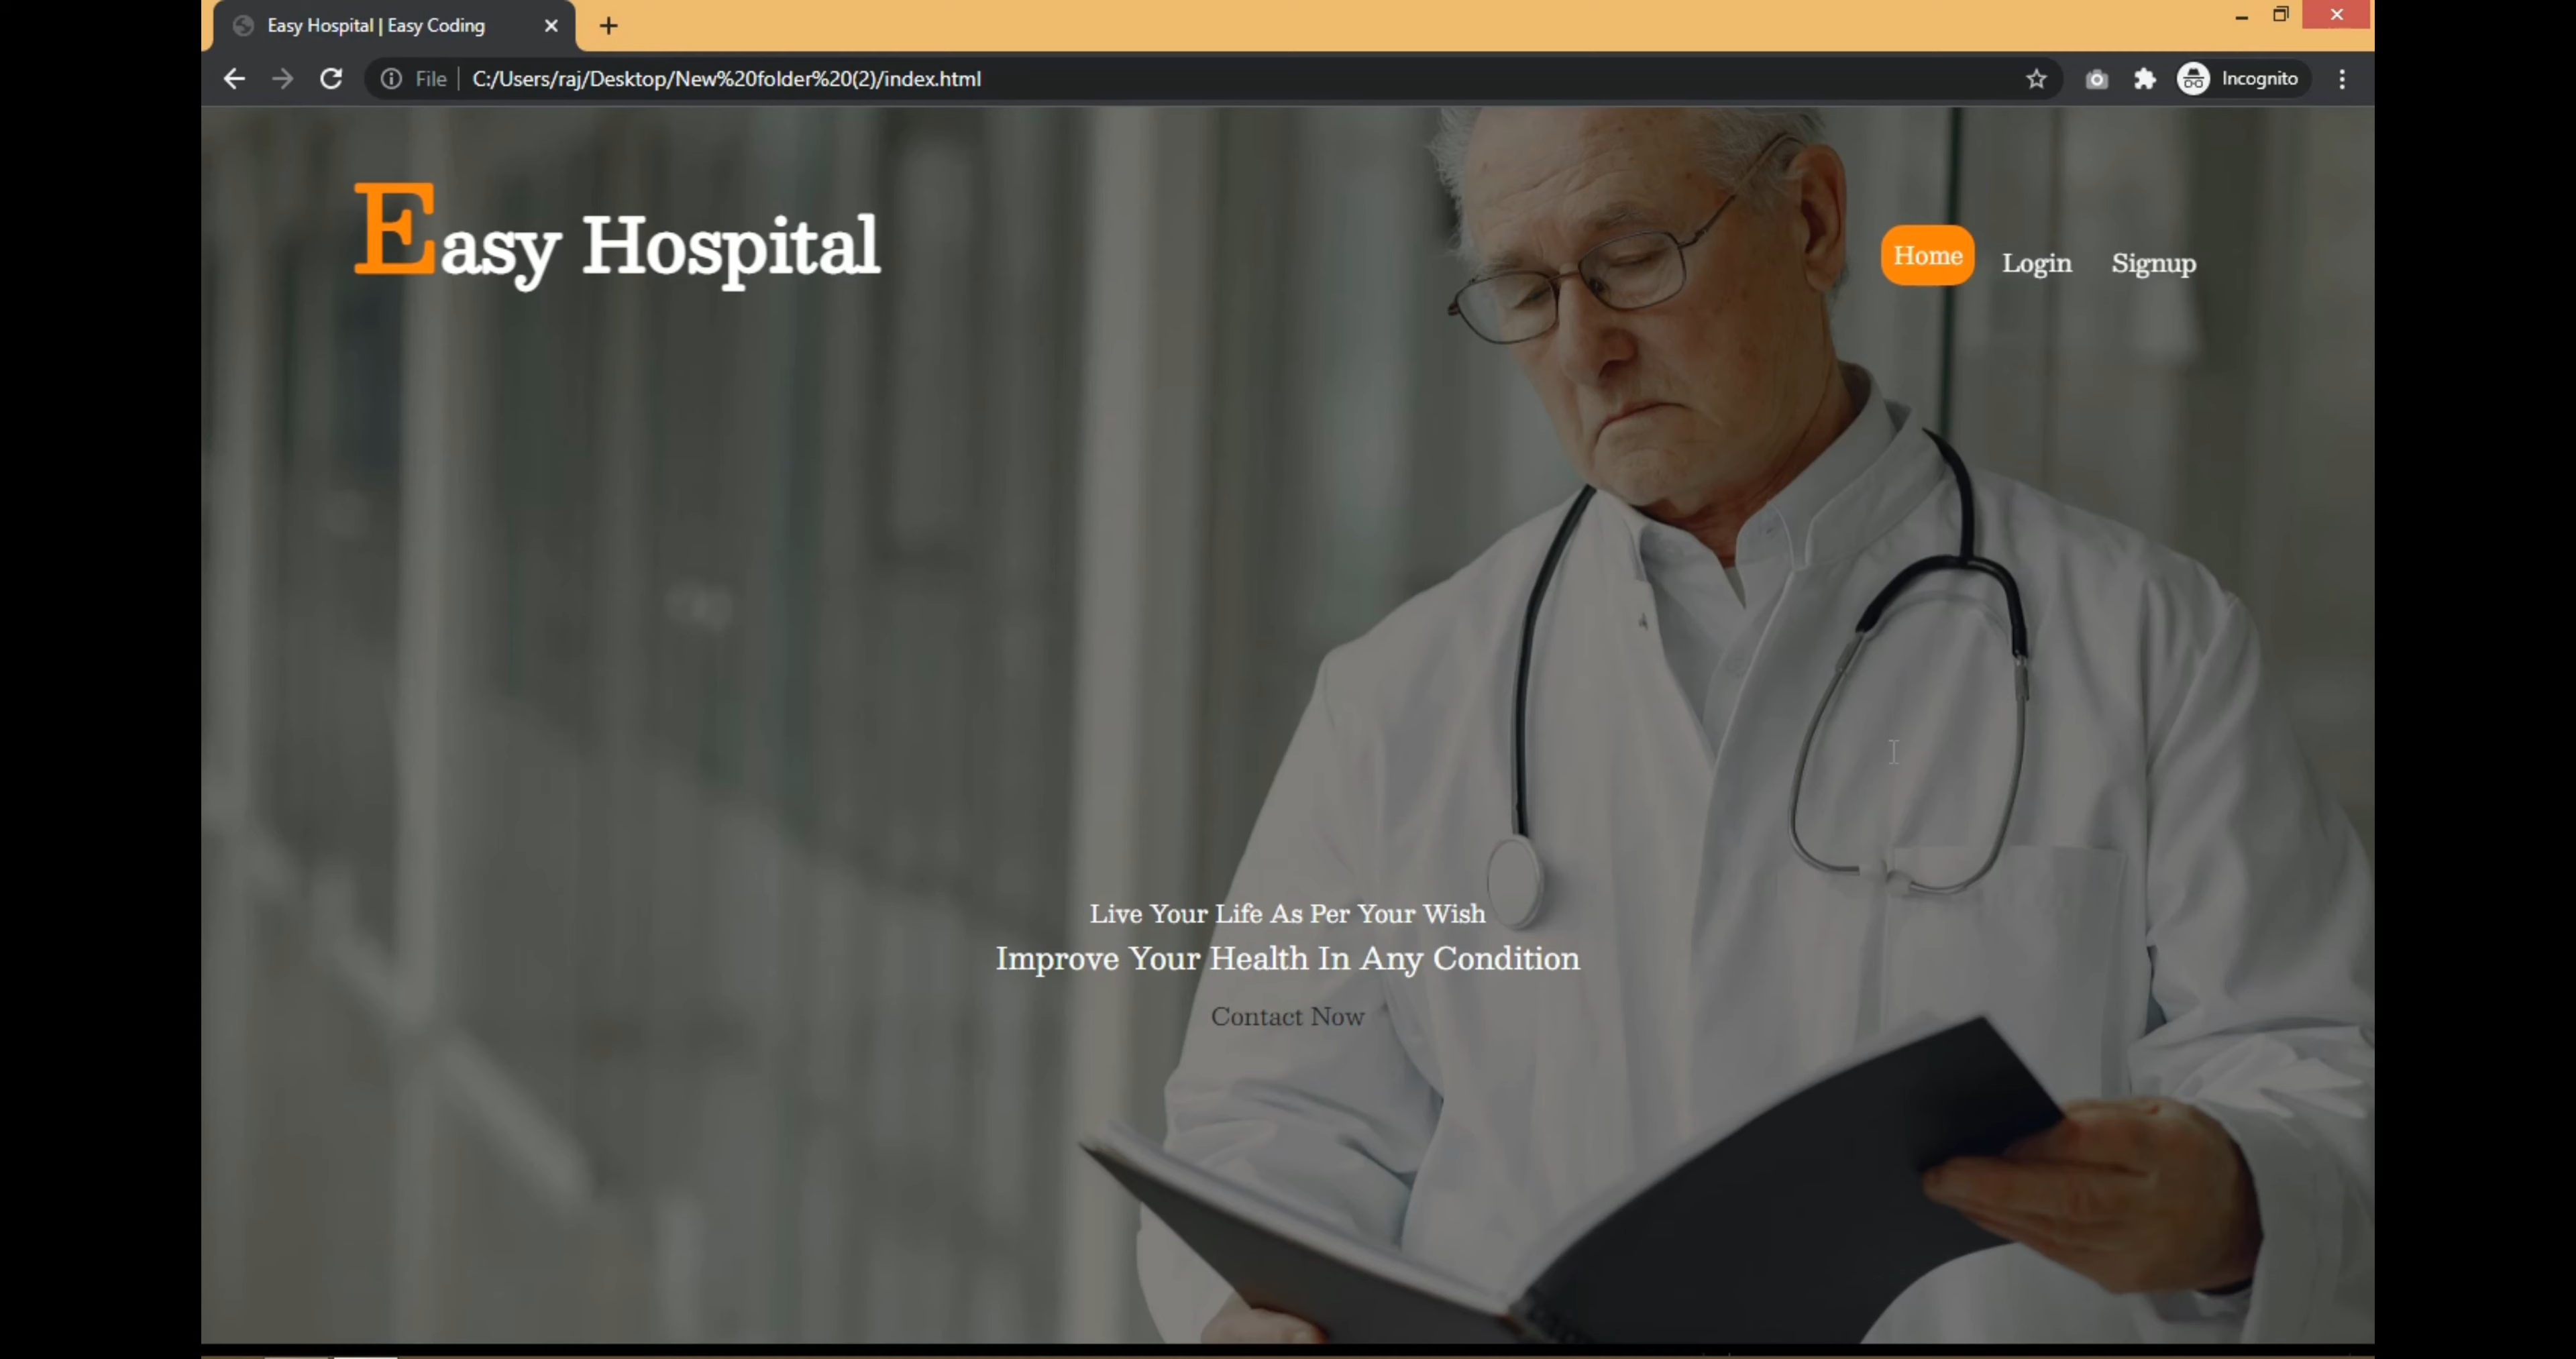 Easy Hospital | Easy Coding
File
C:/Users/raj/Desktop/New%20folder%20(2)/index.html
Incognito
Easy Hospital
Home
Login
Signup
Live Your Life As Per Your Wish
Improve Your Health In Any Condition
Contact Now